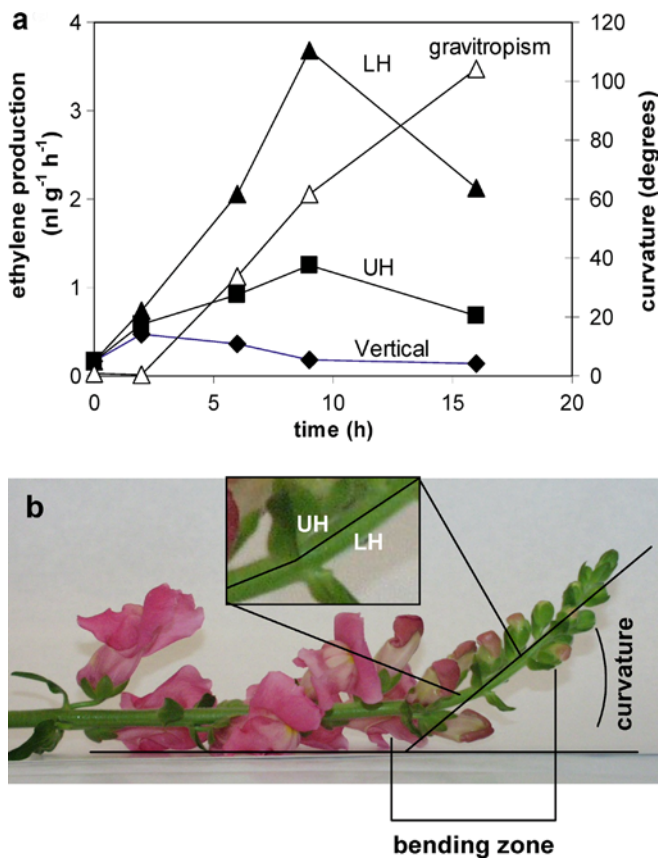 a
ethylene production
(nl g⁻¹ h⁻¹)
4
3
2
1
0
LH
gravitropism
UH
Vertical
120
100
80
60
40
20
0
curvature (degrees)
0
5
10
15
20
time (h)
b
UH
LH
curvature
bending zone